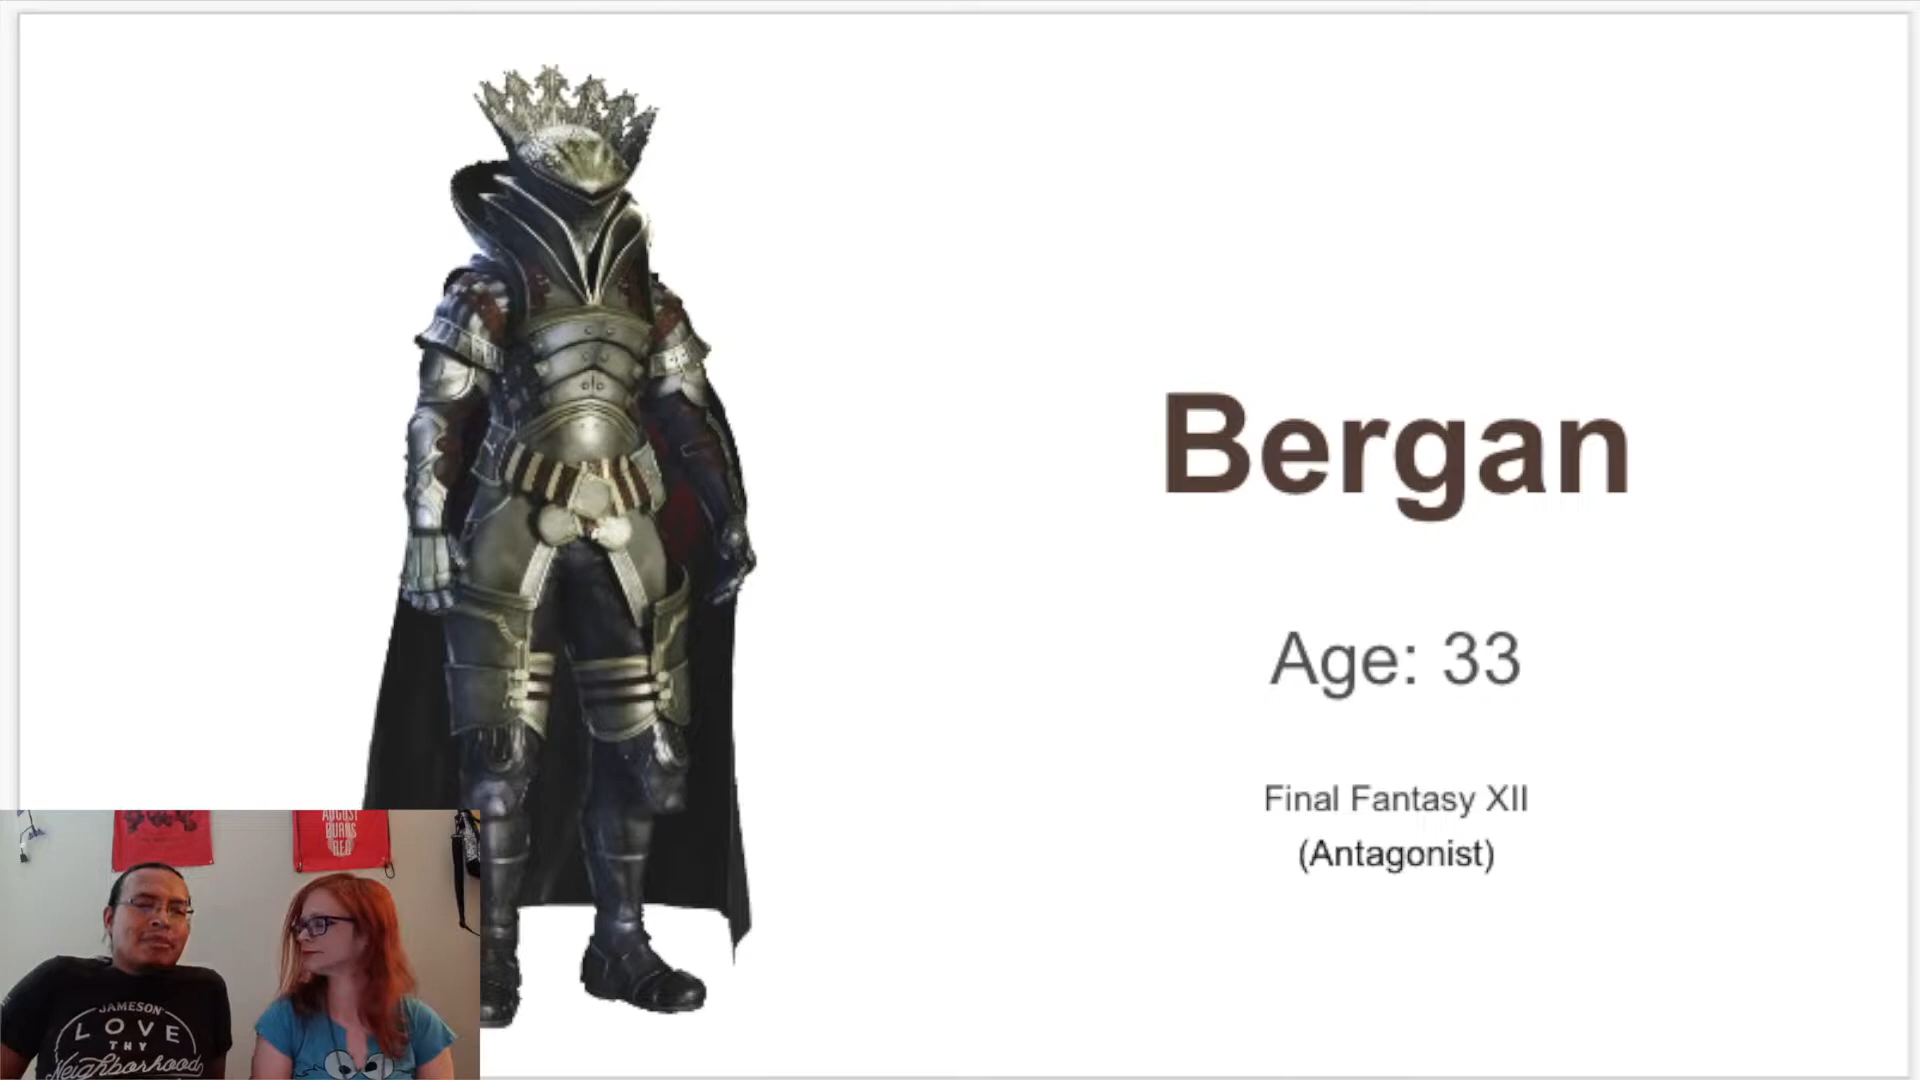 Bergan
Age: 33
Final Fantasy XII
(Antagonist)
AUGUST
BURNS
RED
JAMESON
LOVE
THY
Neighborhood